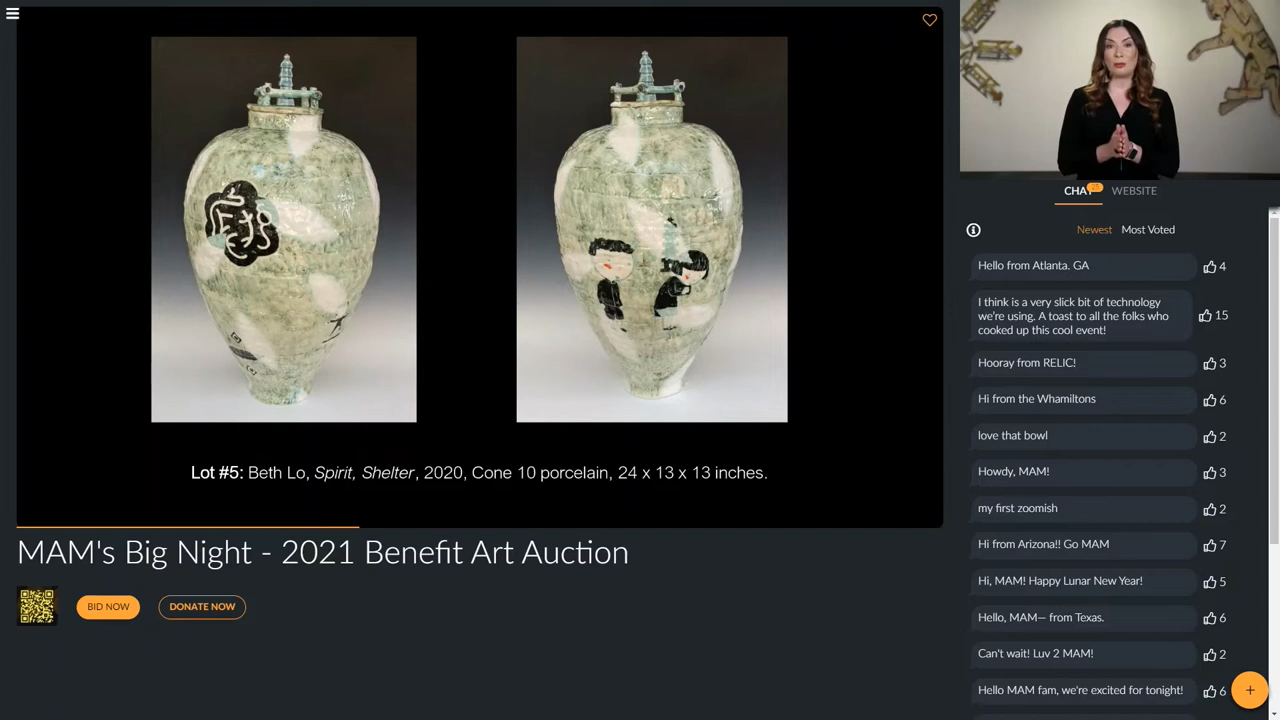 Lot #5: Beth Lo, Spirit, Shelter, 2020, Cone 10 porcelain, 24 x 13 x 13 inches.
MAM's Big Night - 2021 Benefit Art Auction
BID NOW
DONATE NOW
CHAT
WEBSITE
Newest
Most Voted
Hello from Atlanta. GA
4
I think is a very slick bit of technology
we're using. A toast to all the folks who
cooked up this cool event!
15
Hooray from RELIC!
3
Hi from the Whamiltons
6
love that bowl
2
Howdy, MAM!
3
my first zoomish
2
Hi from Arizona!! Go MAM
7
Hi, MAM! Happy Lunar New Year!
5
Hello, MAM— from Texas.
6
Can't wait! Luv 2 MAM!
2
Hello MAM fam, we're excited for tonight!
6